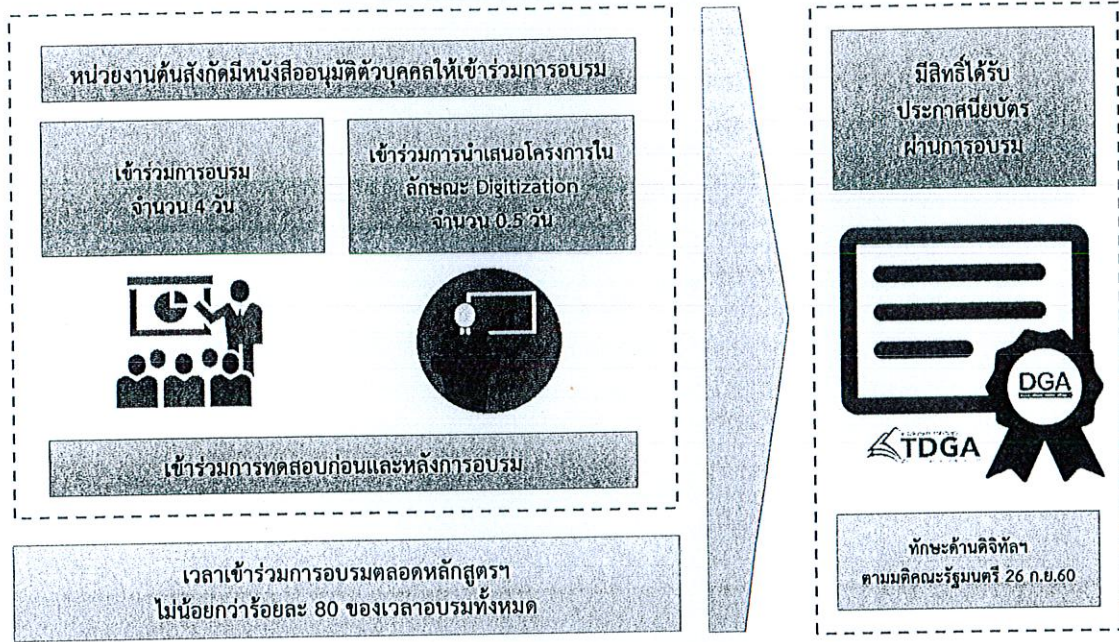 หน่วยงานต้นสังกัดมีหนังสืออนุมัติตัวบุคคลให้เข้าร่วมการอบรม
เข้าร่วมการอบรม
จำนวน 4 วัน
เข้าร่วมการนำเสนอโครงการใน
ลักษณะ Digitization
จำนวน 0.5 วัน
เข้าร่วมการทดสอบก่อนและหลังการอบรม
เวลาเข้าร่วมการอบรมตลอดหลักสูตรฯ
ไม่น้อยกว่าร้อยละ 80 ของเวลาอบรมทั้งหมด
มีสิทธิ์ได้รับ
ประกาศนียบัตร
ผ่านการอบรม
DGA
TDGA
ทักษะด้านดิจิทัลฯ
ตามมติคณะรัฐมนตรี 26 ก.ย.60